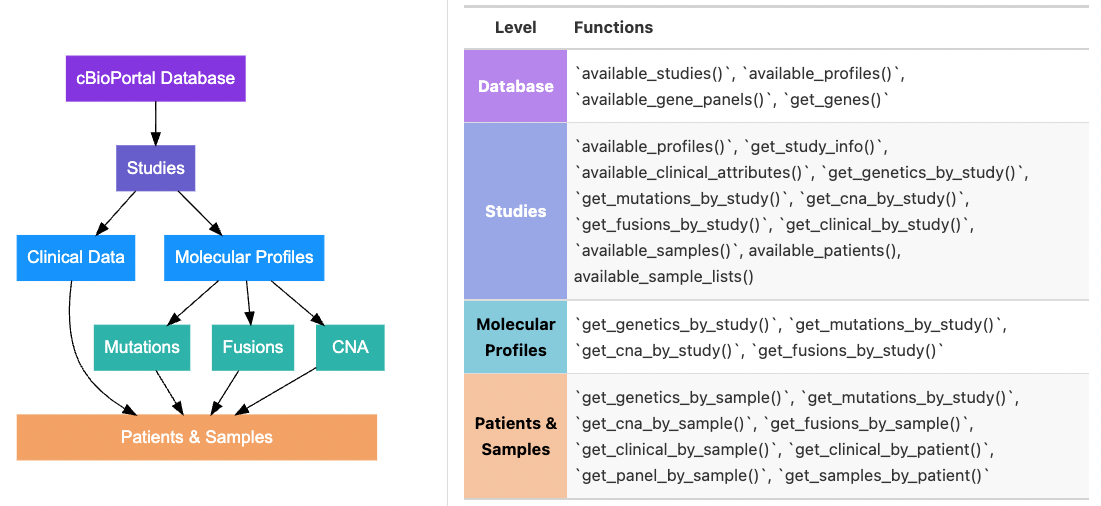 cBioPortal Database
Studies
Clinical Data
Molecular Profiles
Mutations
Fusions
CNA
Patients & Samples
Level
Functions
Database
`available_studies()`, `available_profiles()`,
`available_gene_panels()`, `get_genes()`
Studies
`available_profiles()`, `get_study_info()`,
`available_clinical_attributes()`, `get_genetics_by_study()`,
`get_mutations_by_study()`, `get_cna_by_study()`,
`get_fusions_by_study()`, `get_clinical_by_study()`,
`available_samples()`, available_patients(),
available_sample_lists()
Molecular
Profiles
`get_genetics_by_study()`, `get_mutations_by_study()`,
`get_cna_by_study()`, `get_fusions_by_study()`
Patients &
Samples
`get_genetics_by_sample()`, `get_mutations_by_study()`,
`get_cna_by_sample()`, `get_fusions_by_sample()`,
`get_clinical_by_sample()`, `get_clinical_by_patient()`,
`get_panel_by_sample()`, `get_samples_by_patient()`